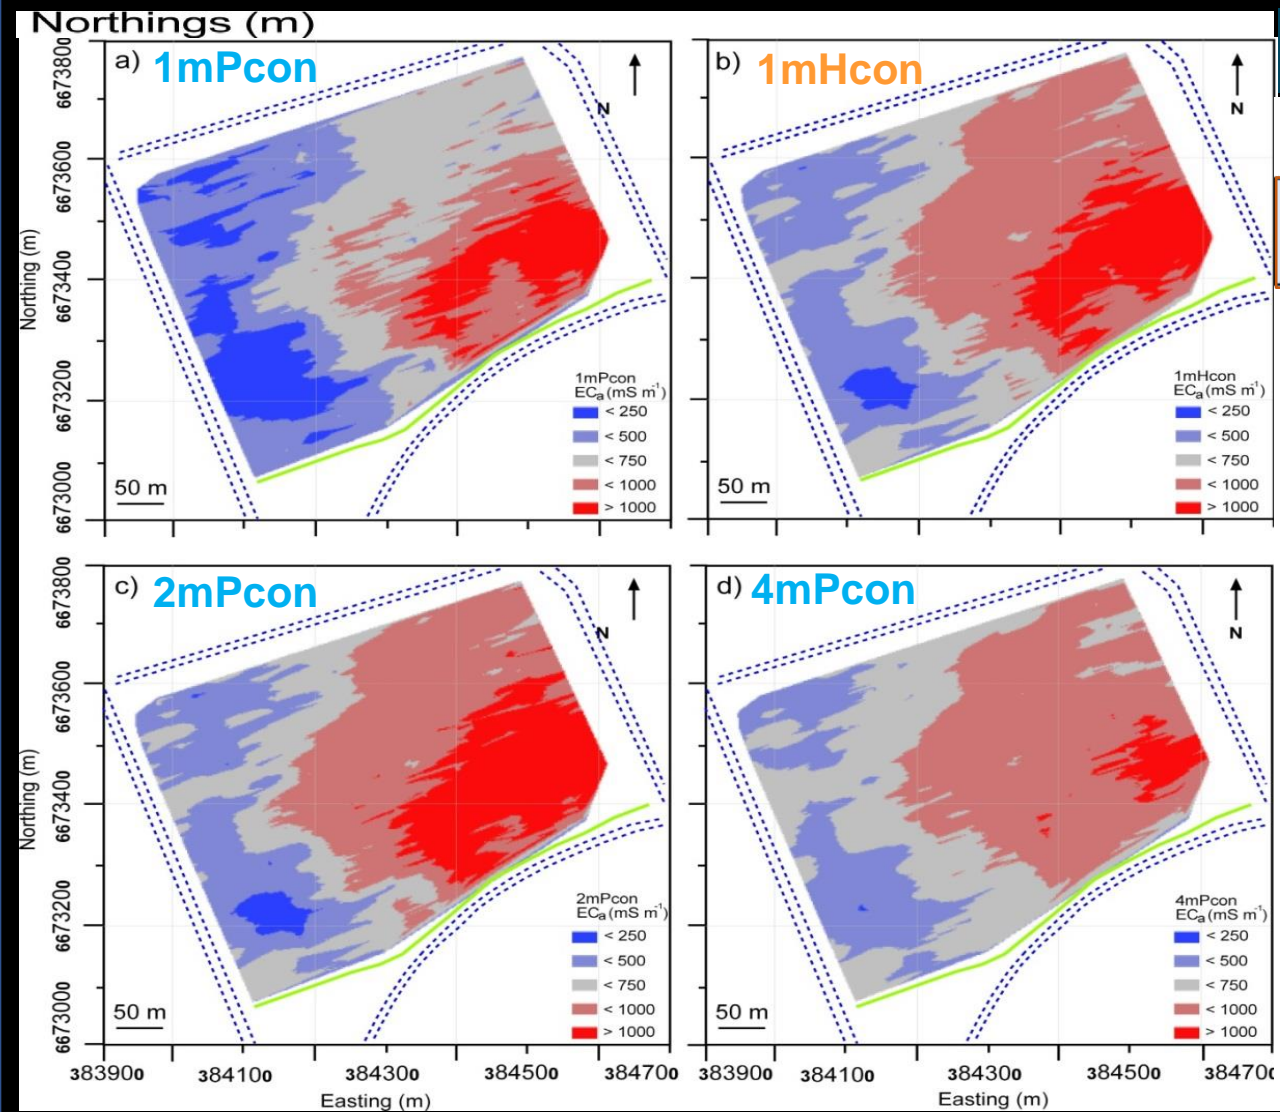 Northings (m)
a) 1mPcon
N
1mPcon
ECa (mS m⁻¹)
< 250
< 500
< 750
< 1000
> 1000
50 m
b) 1mHcon
N
1mHcon
ECa (mS m⁻¹)
< 250
< 500
< 750
< 1000
> 1000
50 m
Northing (m)
6673800
6673600
6673400
6673200
6673000
c) 2mPcon
N
2mPcon
ECa (mS m⁻¹)
< 250
< 500
< 750
< 1000
> 1000
50 m
d) 4mPcon
N
4mPcon
ECa (mS m⁻¹)
< 250
< 500
< 750
< 1000
> 1000
50 m
Northing (m)
6673800
6673600
6673400
6673200
6673000
383900 384100 384300 384500 384700
Easting (m)
383900 384100 384300 384500 384700
Easting (m)